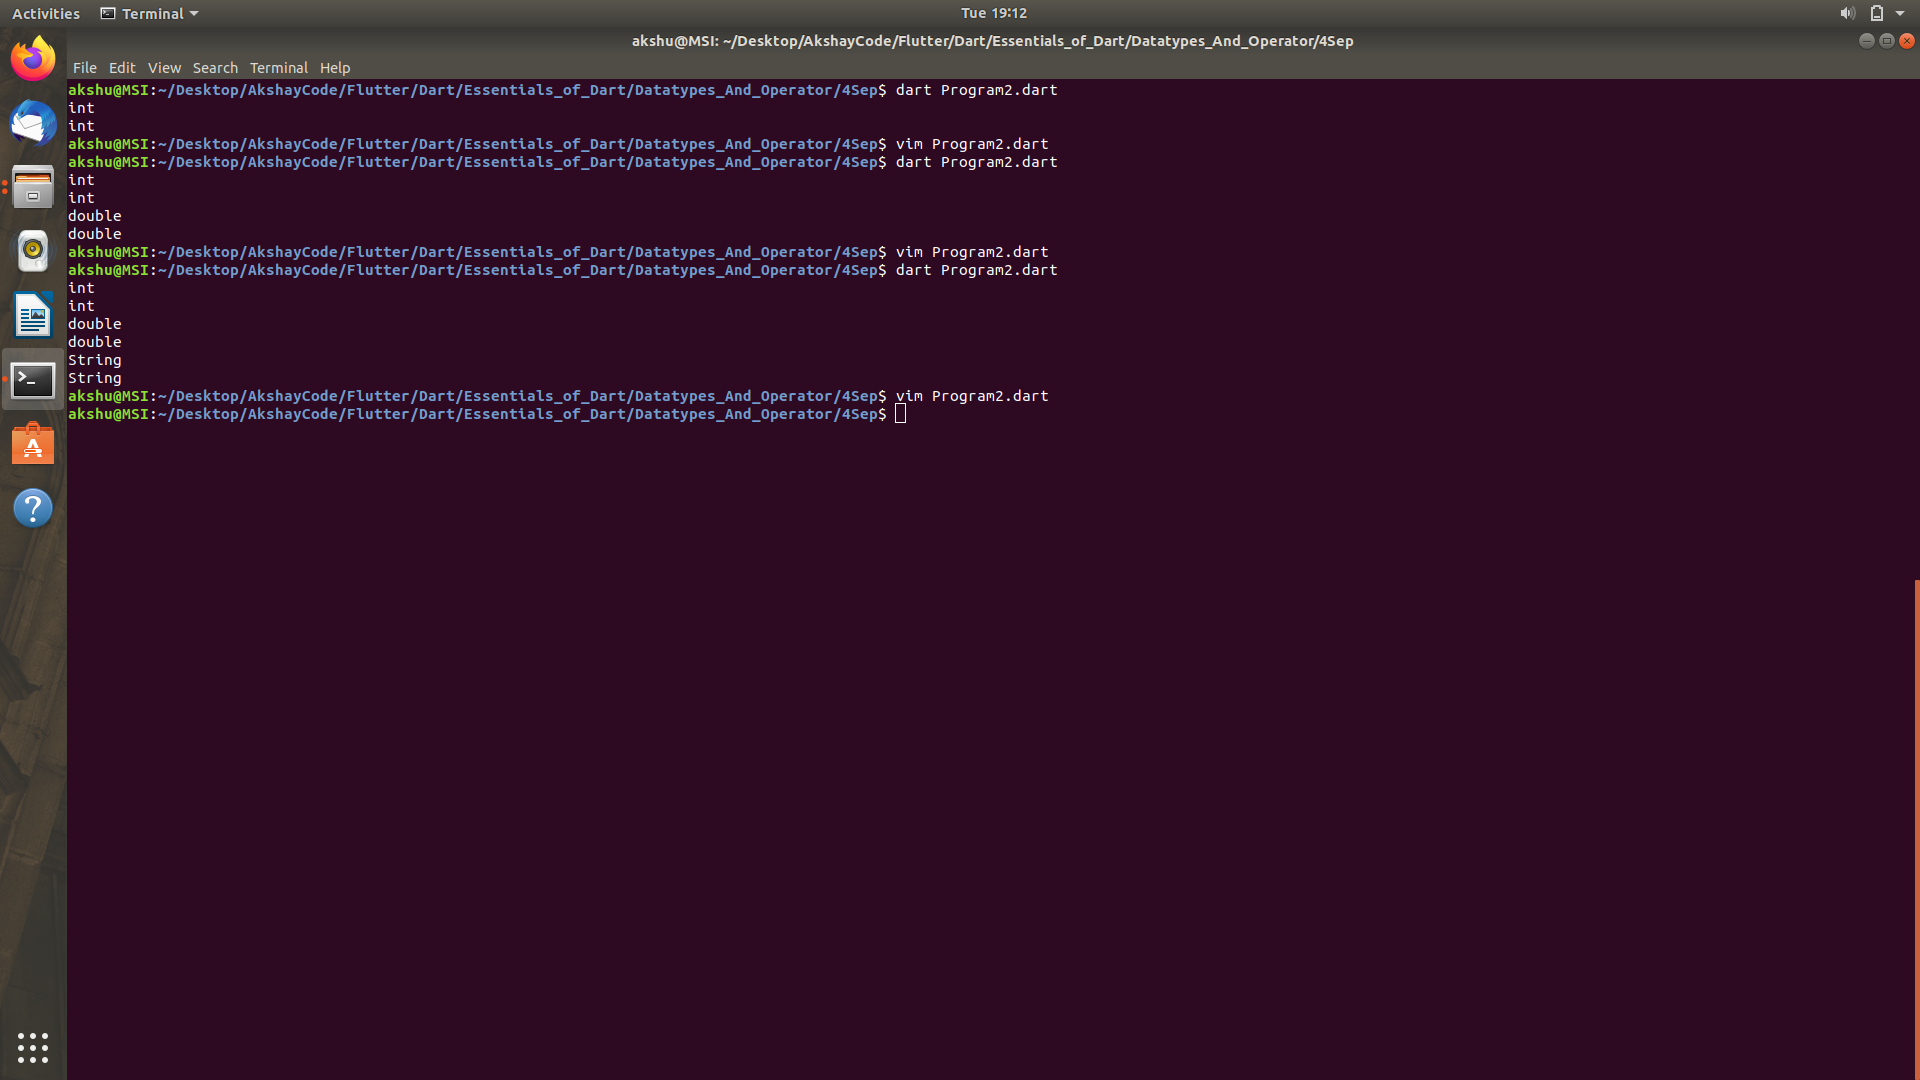 Activities Terminal Tue 19:12
akshu@MSI: ~/Desktop/AkshayCode/Flutter/Dart/Essentials_of_Dart/Datatypes_And_Operator/4Sep
File Edit View Search Terminal Help
akshu@MSI:~/Desktop/AkshayCode/Flutter/Dart/Essentials_of_Dart/Datatypes_And_Operator/4Sep$ dart Program2.dart
int
int
akshu@MSI:~/Desktop/AkshayCode/Flutter/Dart/Essentials_of_Dart/Datatypes_And_Operator/4Sep$ vim Program2.dart
akshu@MSI:~/Desktop/AkshayCode/Flutter/Dart/Essentials_of_Dart/Datatypes_And_Operator/4Sep$ dart Program2.dart
int
int
double
double
akshu@MSI:~/Desktop/AkshayCode/Flutter/Dart/Essentials_of_Dart/Datatypes_And_Operator/4Sep$ vim Program2.dart
akshu@MSI:~/Desktop/AkshayCode/Flutter/Dart/Essentials_of_Dart/Datatypes_And_Operator/4Sep$ dart Program2.dart
int
int
double
double
String
String
akshu@MSI:~/Desktop/AkshayCode/Flutter/Dart/Essentials_of_Dart/Datatypes_And_Operator/4Sep$ vim Program2.dart
akshu@MSI:~/Desktop/AkshayCode/Flutter/Dart/Essentials_of_Dart/Datatypes_And_Operator/4Sep$